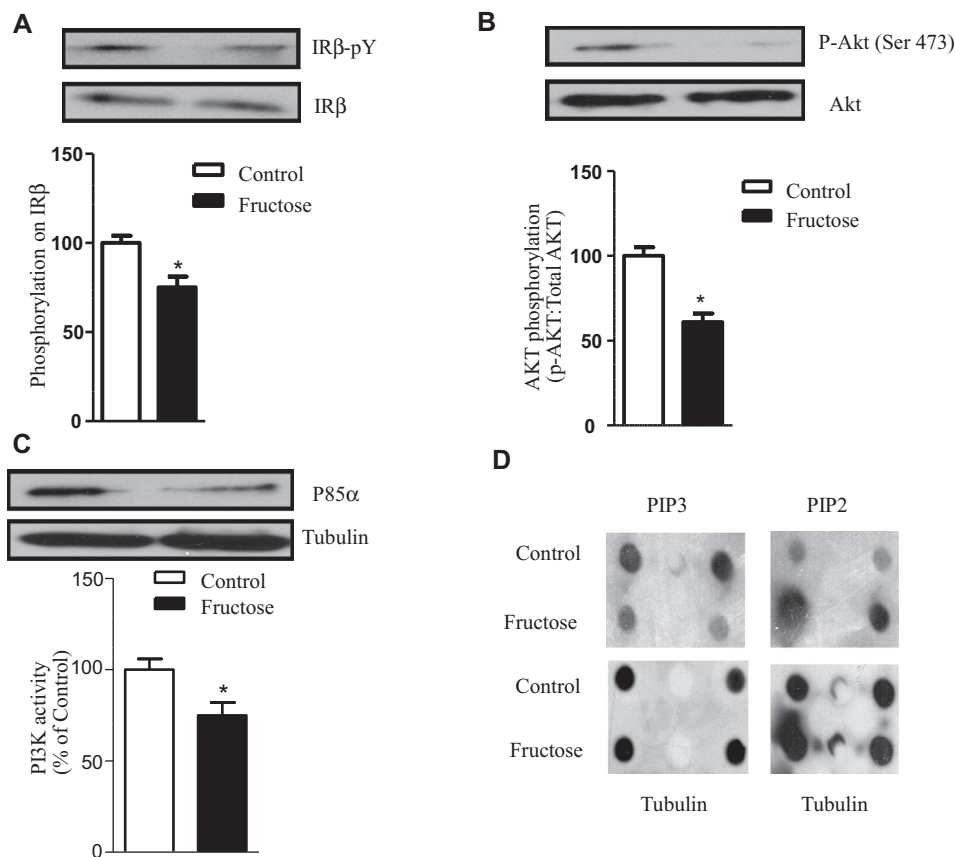 A
IRβ-pY
IRβ
150
100
50
0
Phosphorylation on IRβ
Control
Fructose
*
B
P-Akt (Ser 473)
Akt
150
100
50
0
AKT phosphorylation
(p-AKT:Total AKT)
Control
Fructose
*
C
P85α
Tubulin
150
100
50
0
PI3K activity
(% of Control)
Control
Fructose
*
D
PIP3
PIP2
Control
Fructose
Control
Fructose
Tubulin
Tubulin